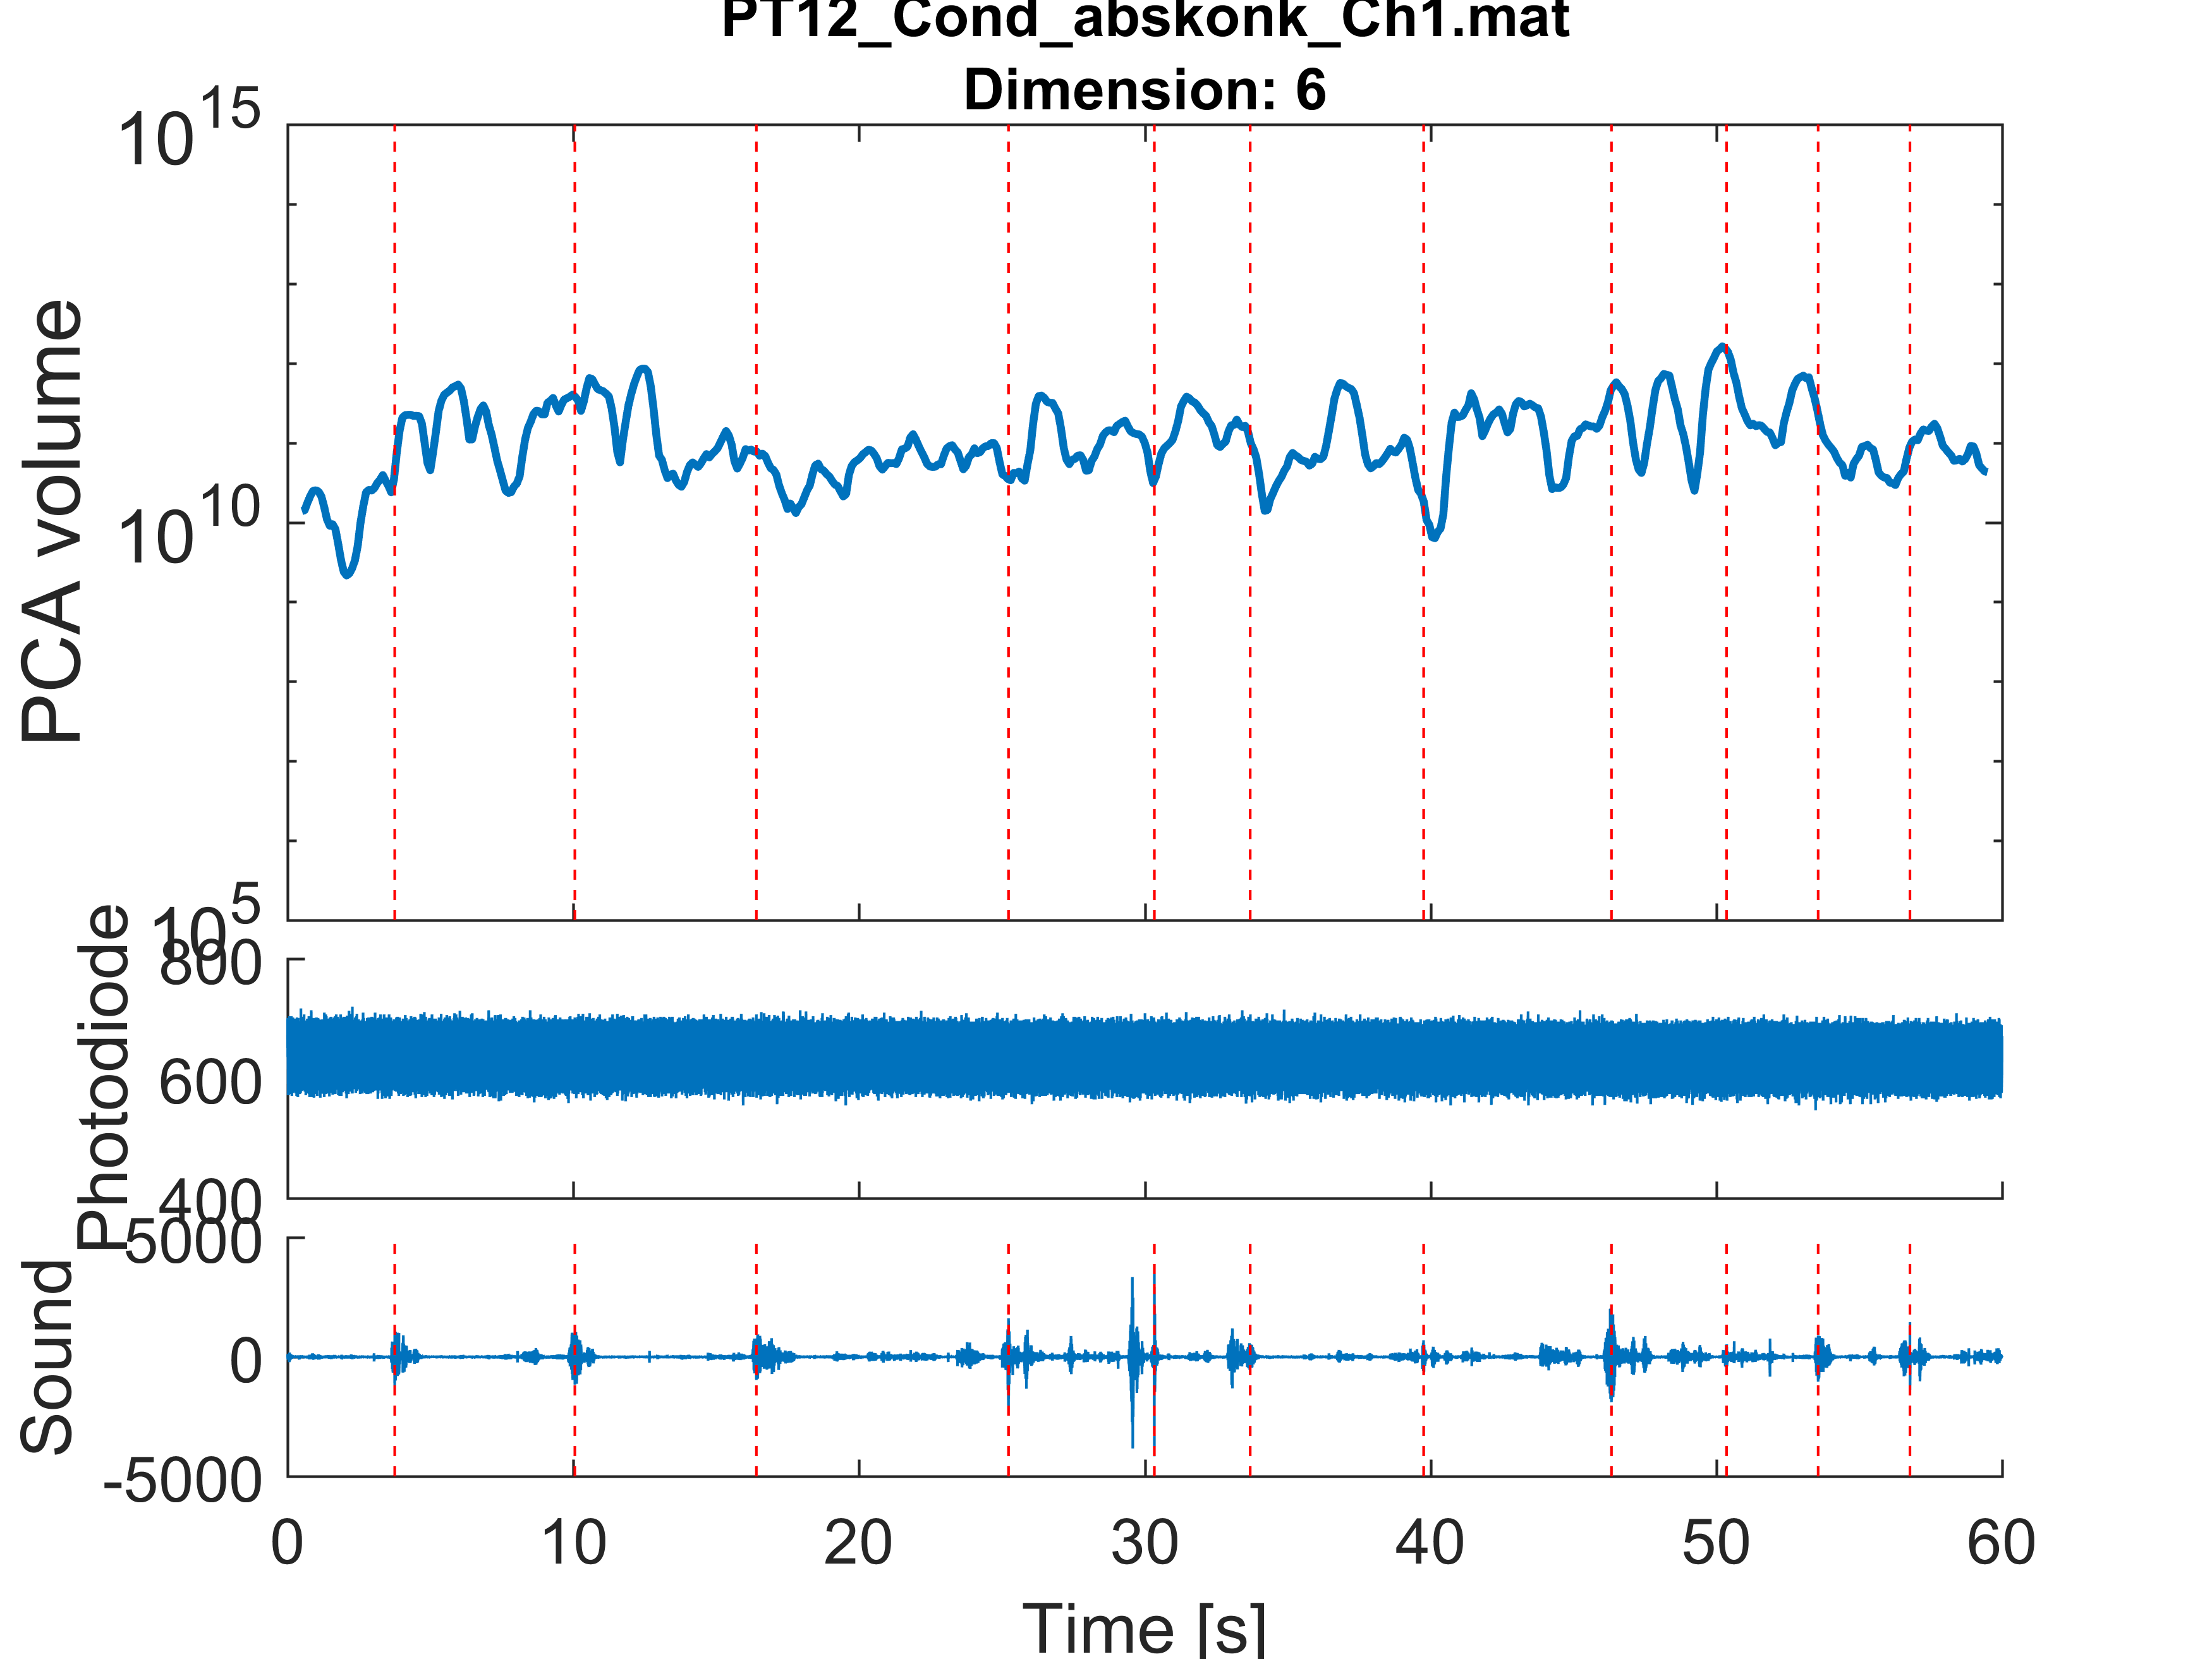 PT12_Cond_abskonk_Ch1.mat
Dimension: 6
PCA volume
10^15
10^10
10^5
Photodiode
800
600
400
Sound
5000
0
-5000
0 10 20 30 40 50 60
Time [s]